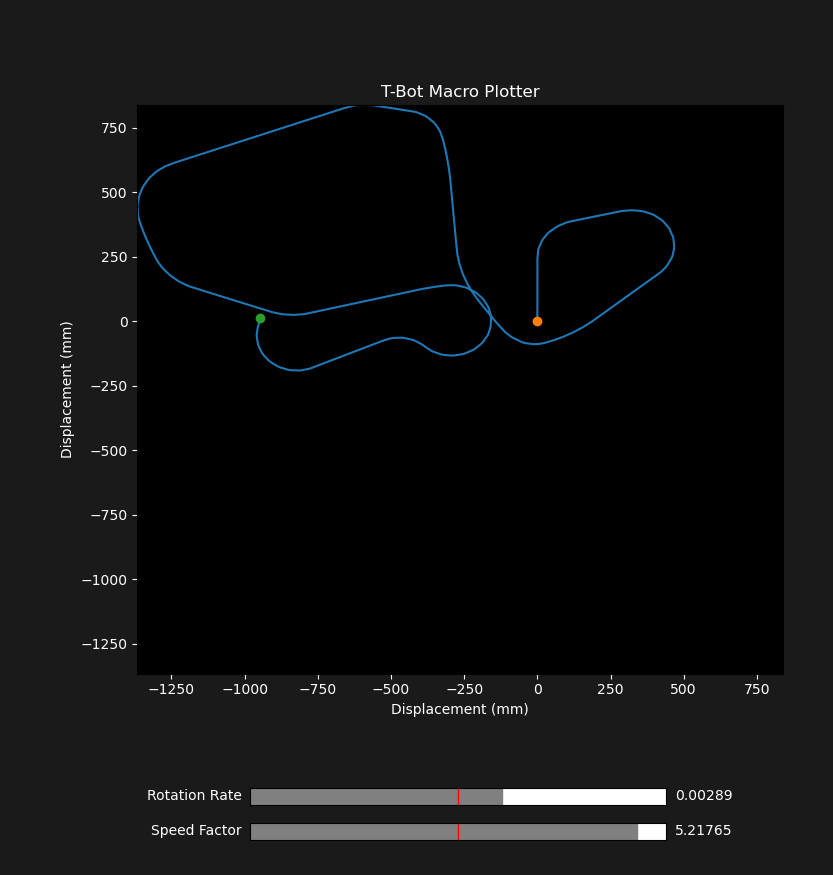 T-Bot Macro Plotter
750
500
250
0
−250
−500
−750
−1000
−1250
Displacement (mm)
−1250 −1000 −750 −500 −250 0 250 500 750
Displacement (mm)
Rotation Rate 0.00289
Speed Factor 5.21765